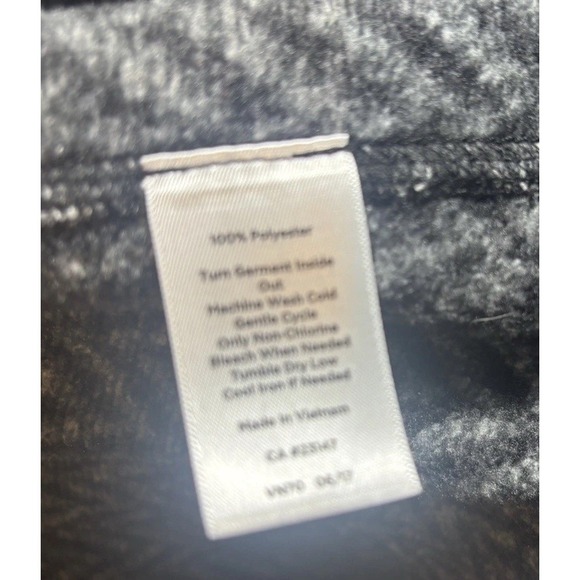 100% Polyester
Turn Garment Inside
Out
Machine Wash Cold
Gentle Cycle
Only Non-Chlorine
Bleach When Needed
Tumble Dry Low
Cool Iron If Needed
Made In Vietnam
CA #23147
VN70 06/17